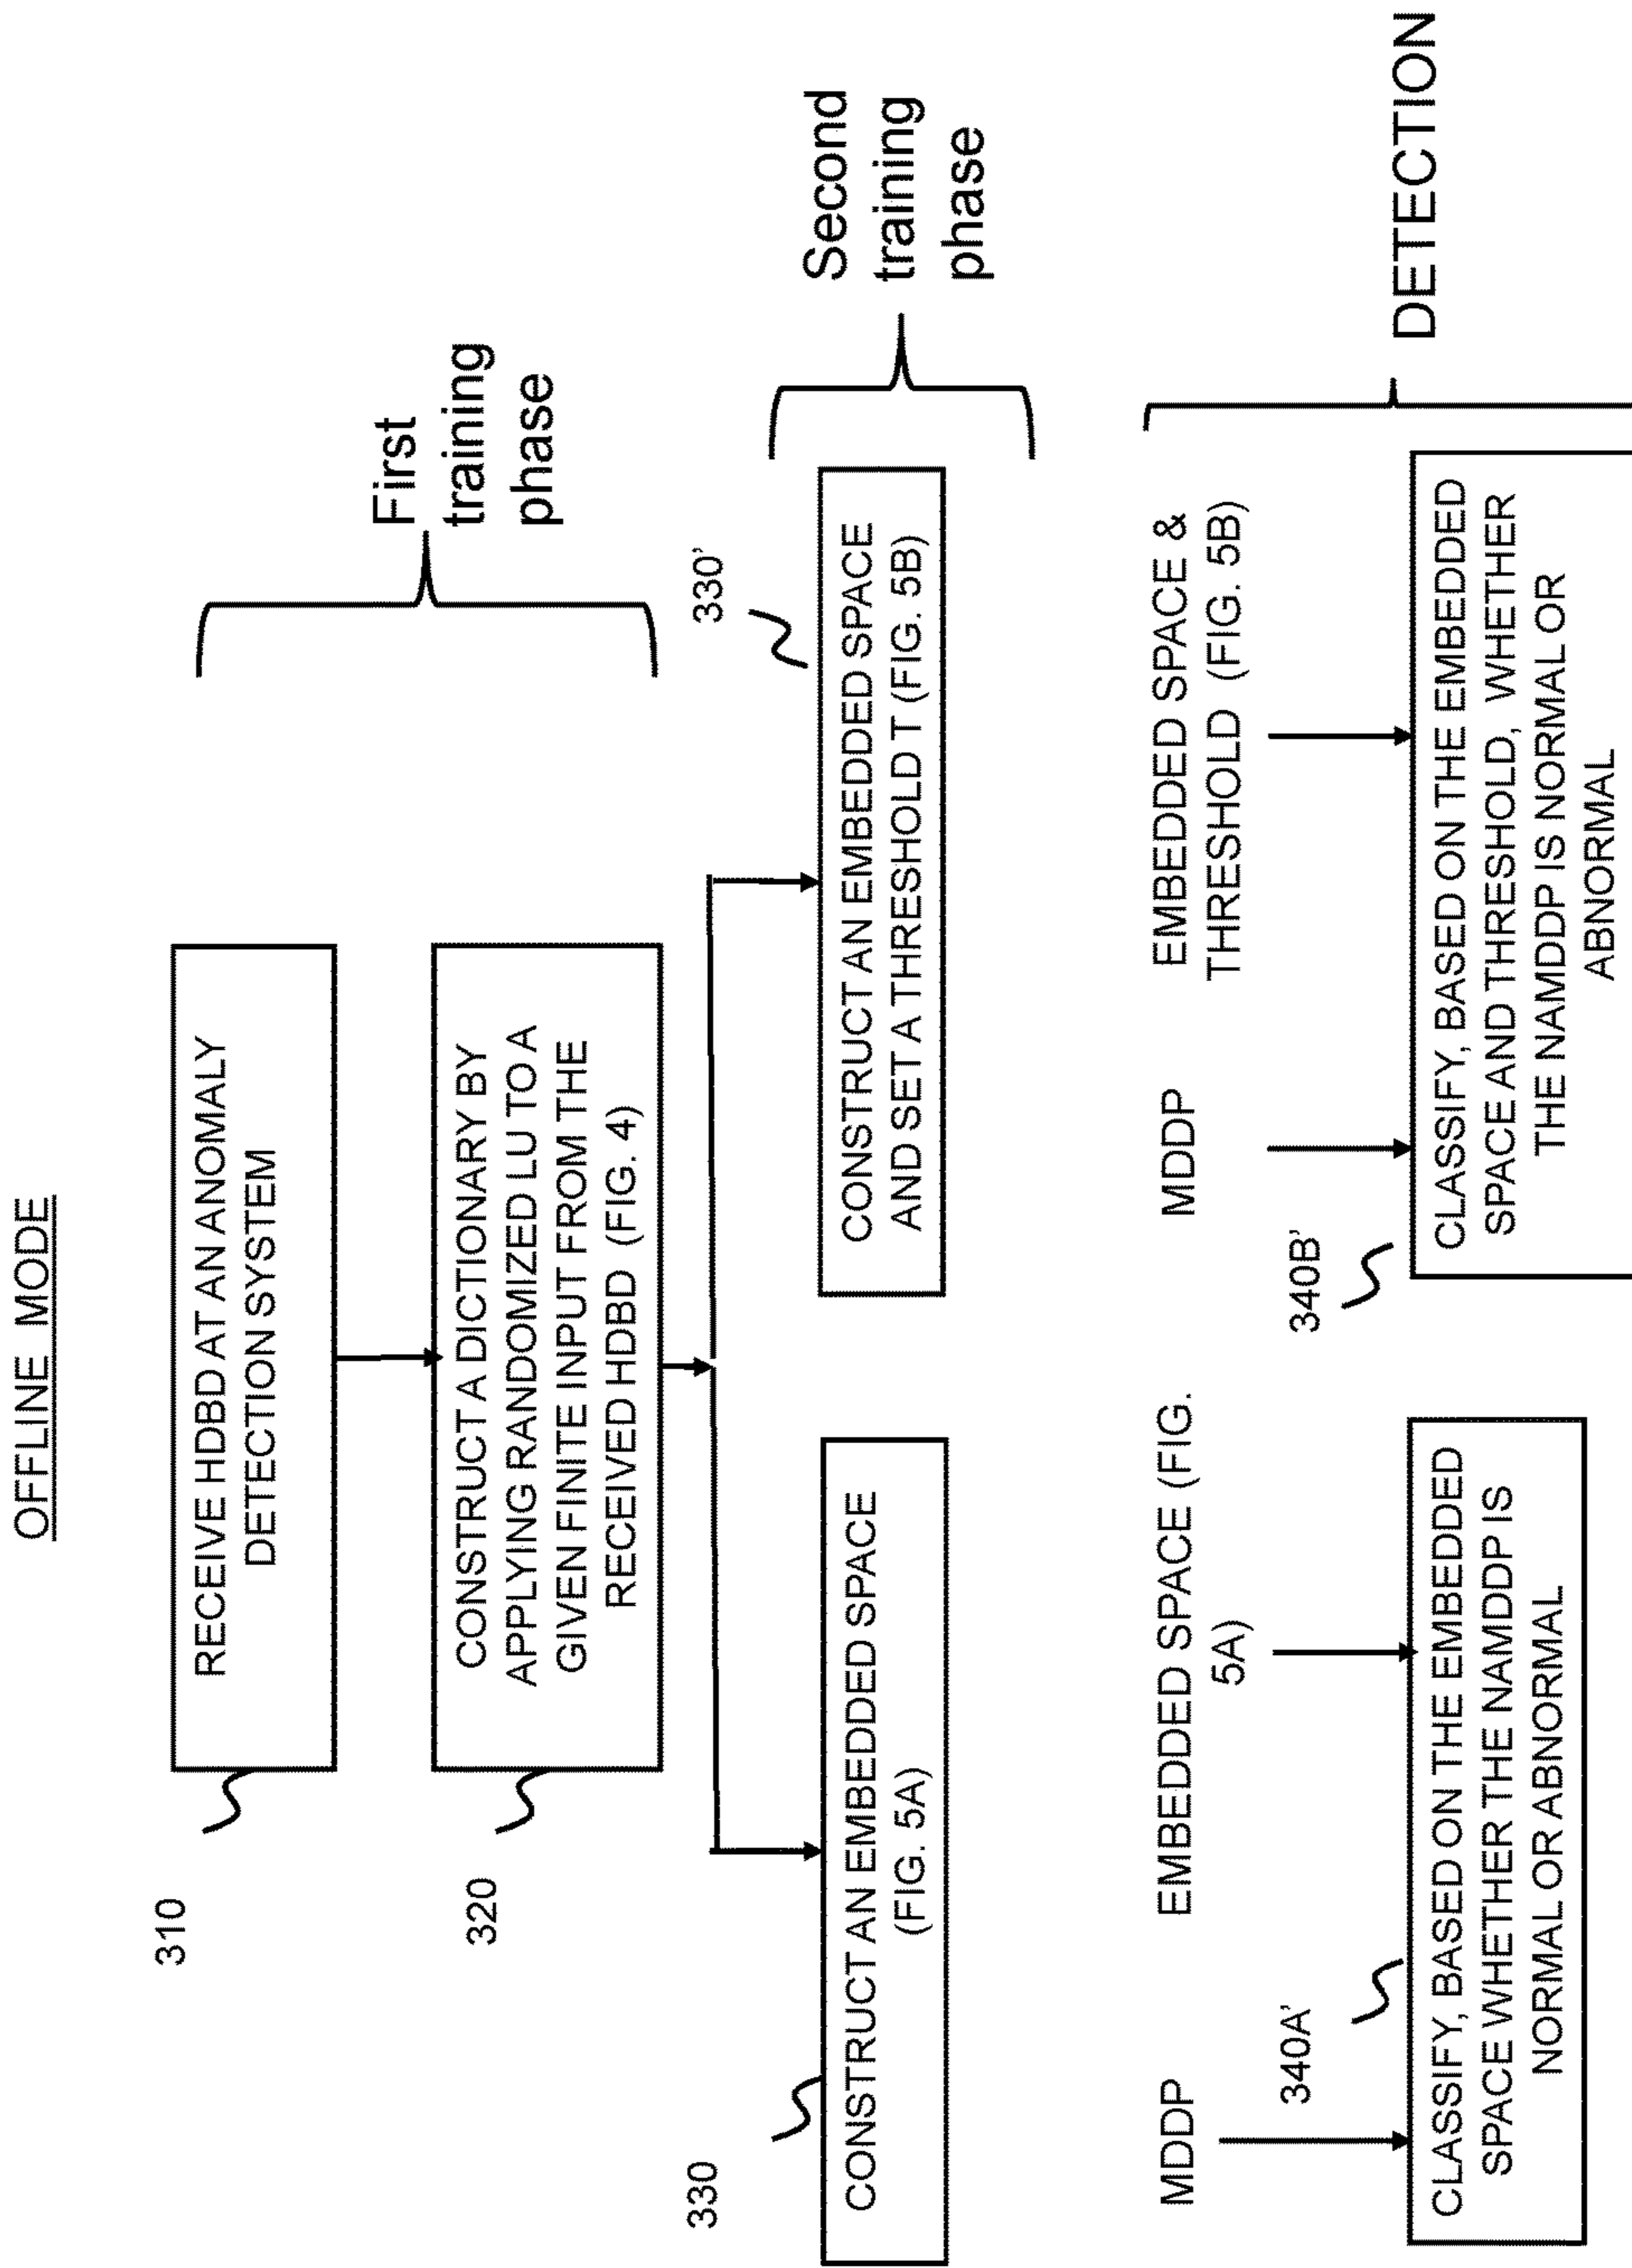 OFFLINE MODE
310
RECEIVE HDBD AT AN ANOMALY
DETECTION SYSTEM
320
CONSTRUCT A DICTIONARY BY
APPLYING RANDOMIZED LU TO A
GIVEN FINITE INPUT FROM THE
RECEIVED HDBD (FIG. 4)
First
training
phase
330
CONSTRUCT AN EMBEDDED SPACE
(FIG. 5A)
330'
CONSTRUCT AN EMBEDDED SPACE
AND SET A THRESHOLD T (FIG. 5B)
Second
training
phase
MDDP
EMBEDDED SPACE (FIG.
5A)
340A'
CLASSIFY, BASED ON THE EMBEDDED
SPACE WHETHER THE NAMDDP IS
NORMAL OR ABNORMAL
MDDP
EMBEDDED SPACE &
THRESHOLD (FIG. 5B)
340B'
CLASSIFY, BASED ON THE EMBEDDED
SPACE AND THRESHOLD, WHETHER
THE NAMDDP IS NORMAL OR
ABNORMAL
DETECTION